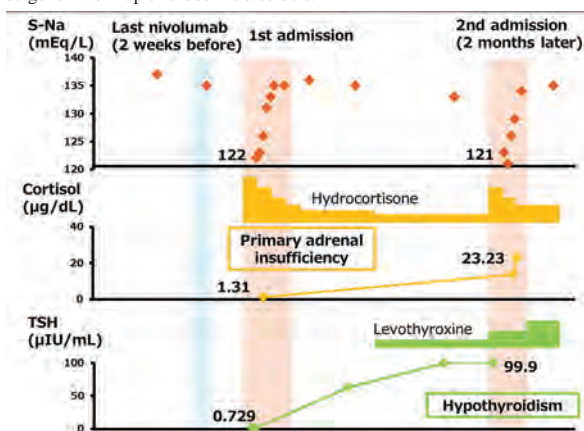 S-Na
(mEq/L)
Last nivolumab
(2 weeks before)
1st admission
2nd admission
(2 months later)
140
135
130
125
120
122
121
Cortisol
(μg/dL)
Hydrocortisone
40
20
0
Primary adrenal
insufficiency
1.31
23.23
TSH
(μIU/mL)
Levothyroxine
100
75
50
25
0
0.729
99.9
Hypothyroidism